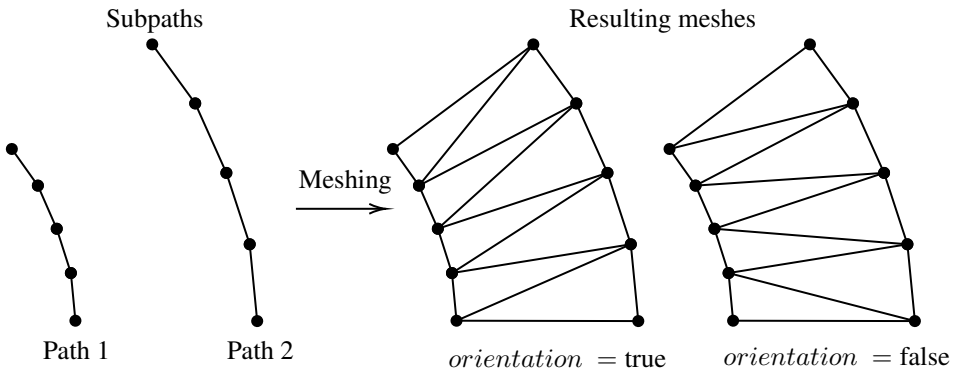 Subpaths
Resulting meshes
Meshing
Path 1
Path 2
orientation = true
orientation = false